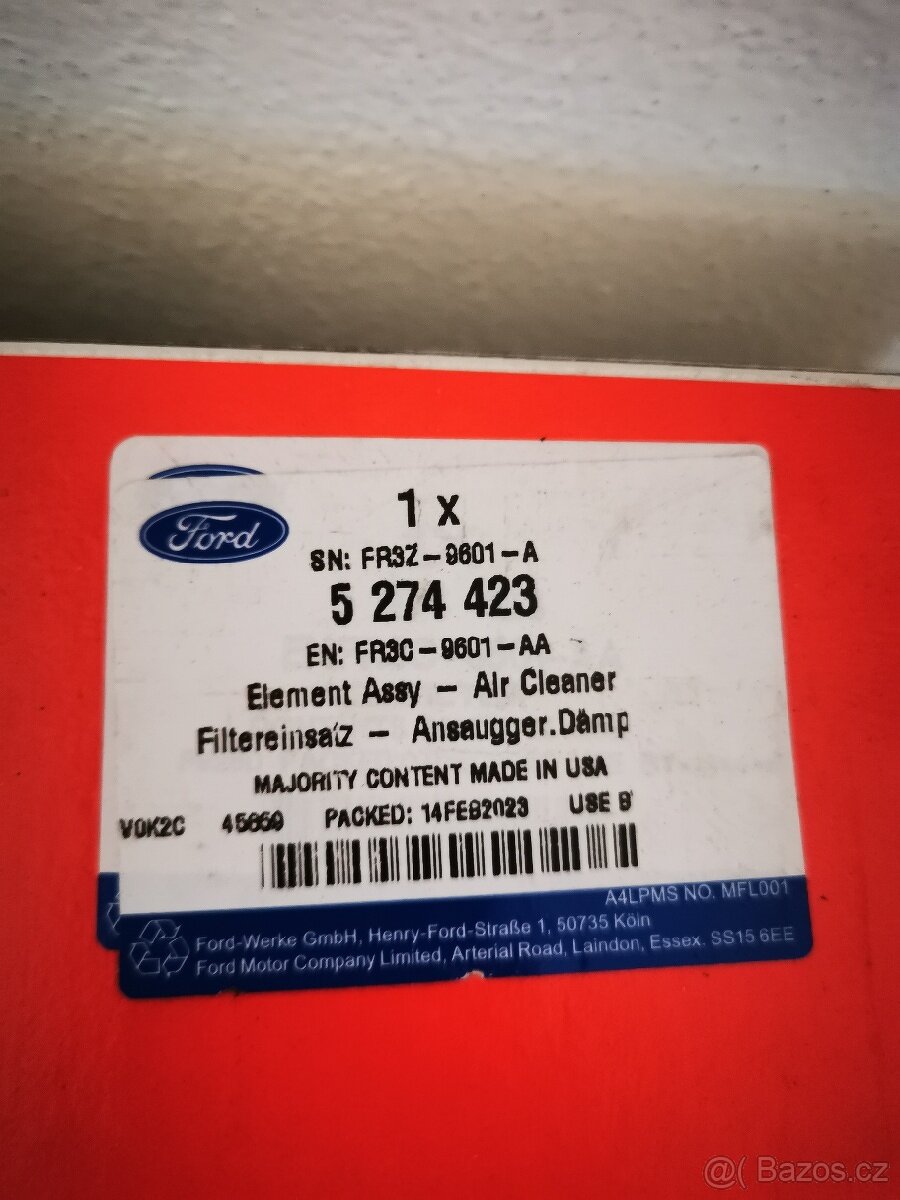 Ford
1 x
SN: FR3Z-9601-A
5 274 423
EN: FR3C-9601-AA
Element Assy - Air Cleaner
Filtereinsatz - Ansaugger.Dämp
MAJORITY CONTENT MADE IN USA
V0K2C 45669 PACKED: 14FEB2023 USE B
A4LPMS NO. MFL001
Ford-Werke GmbH, Henry-Ford-Straße 1, 50735 Köln
Ford Motor Company Limited, Arterial Road, Laindon, Essex. SS15 6EE
@( Bazos.cz